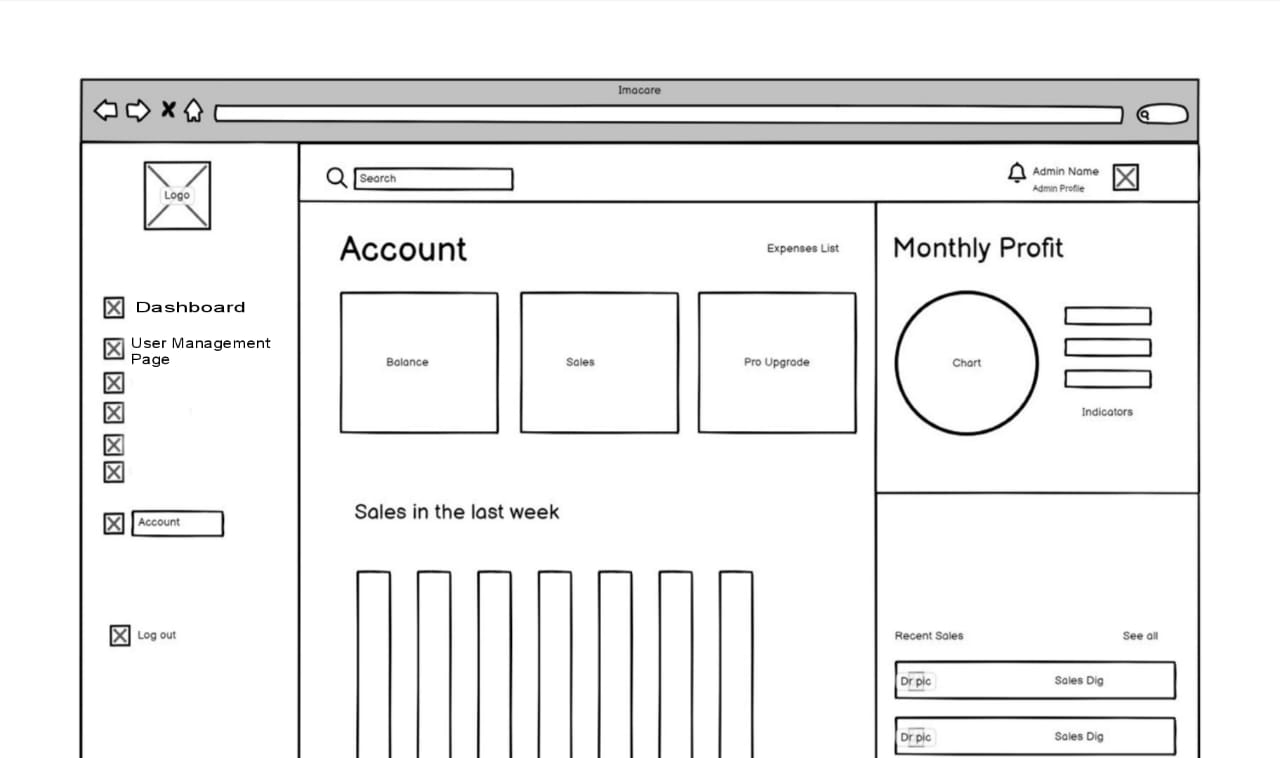 Imacare
Logo
Search
Admin Name
Admin Profile
Dashboard
User Management
Page
Account
Log out
Account
Expenses List
Balance
Sales
Pro Upgrade
Sales in the last week
Monthly Profit
Chart
Indicators
Recent Sales
See all
Dr pic
Sales Dig
Dr pic
Sales Dig